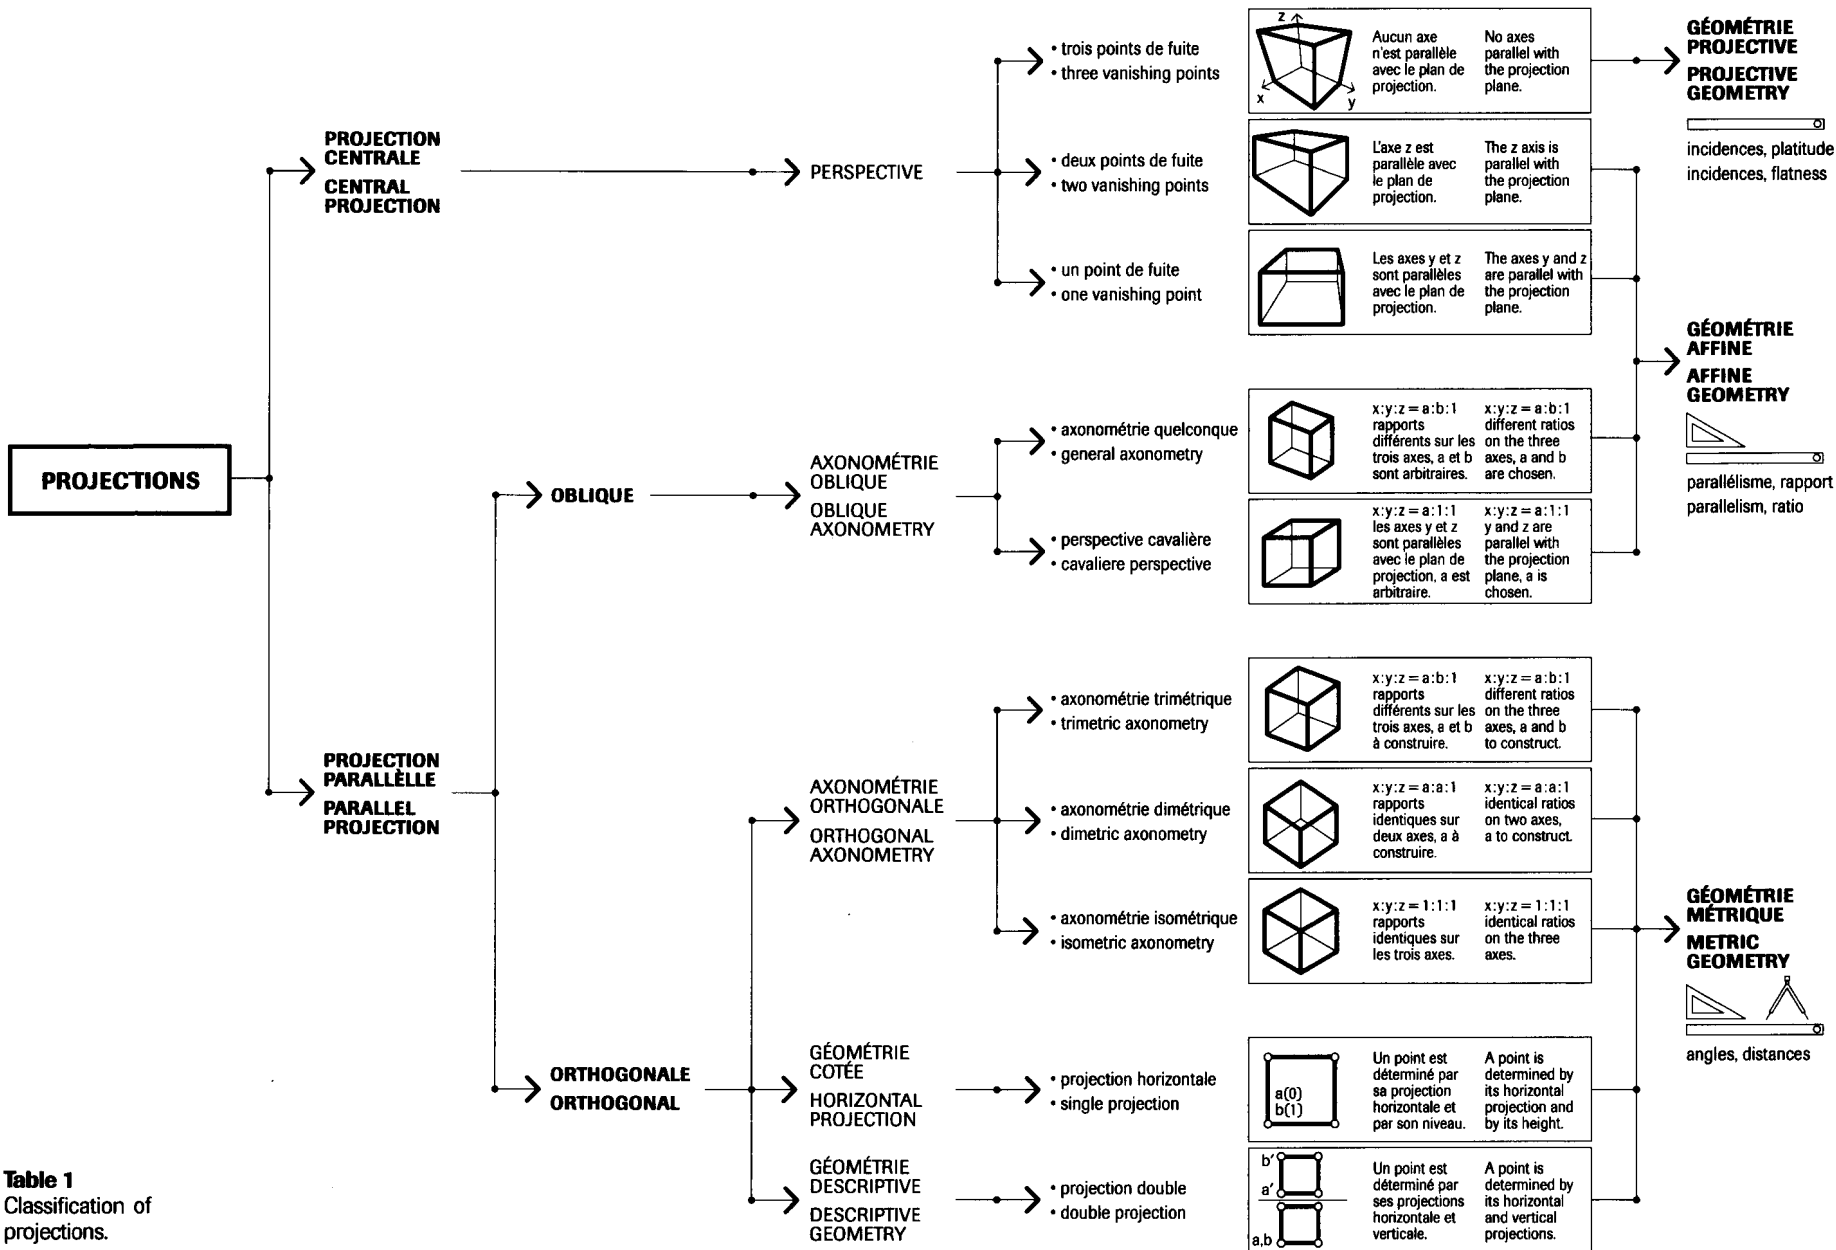 PROJECTIONS
PROJECTION
CENTRALE
CENTRAL
PROJECTION
PROJECTION
PARALLÈLLE
PARALLEL
PROJECTION
OBLIQUE
ORTHOGONALE
ORTHOGONAL
PERSPECTIVE
AXONOMÉTRIE
OBLIQUE
OBLIQUE
AXONOMETRY
AXONOMÉTRIE
ORTHOGONALE
ORTHOGONAL
AXONOMETRY
GÉOMÉTRIE
COTÉE
HORIZONTAL
PROJECTION
GÉOMÉTRIE
DESCRIPTIVE
DESCRIPTIVE
GEOMETRY
• trois points de fuite
• three vanishing points
• deux points de fuite
• two vanishing points
• un point de fuite
• one vanishing point
• axonométrie quelconque
• general axonometry
• perspective cavalière
• cavaliere perspective
• axonométrie trimétrique
• trimetric axonometry
• axonométrie dimétrique
• dimetric axonometry
• axonométrie isométrique
• isometric axonometry
• projection horizontale
• single projection
• projection double
• double projection
z
x
y
Aucun axe
n'est parallèle
avec le plan de
projection.
No axes
parallel with
the projection
plane.
L'axe z est
parallèle avec
le plan de
projection.
The z axis is
parallel with
the projection
plane.
Les axes y et z
sont parallèles
avec le plan de
projection.
The axes y and z
are parallel with
the projection
plane.
x:y:z = a:b:1
rapports
différents sur les
trois axes, a et b
sont arbitraires.
x:y:z = a:b:1
different ratios
on the three
axes, a and b
are chosen.
x:y:z = a:1:1
les axes y et z
sont parallèles
avec le plan de
projection, a est
arbitraire.
x:y:z = a:1:1
y and z are
parallel with
the projection
plane, a is
chosen.
x:y:z = a:b:1
rapports
différents sur les
trois axes, a et b
à construire.
x:y:z = a:b:1
different ratios
on the three
axes, a and b
to construct.
x:y:z = a:a:1
rapports
identiques sur
deux axes, a à
construire.
x:y:z = a:a:1
identical ratios
on two axes,
a to construct.
x:y:z = 1:1:1
rapports
identiques sur
les trois axes.
x:y:z = 1:1:1
identical ratios
on the three
axes.
a(0)
b(1)
Un point est
déterminé par
sa projection
horizontale et
par son niveau.
A point is
determined by
its horizontal
projection and
by its height.
b'
a'
a,b
Un point est
déterminé par
ses projections
horizontale et
verticale.
A point is
determined by
its horizontal
and vertical
projections.
GÉOMÉTRIE
PROJECTIVE
PROJECTIVE
GEOMETRY
incidences, platitude
incidences, flatness
GÉOMÉTRIE
AFFINE
AFFINE
GEOMETRY
parallélisme, rapport
parallelism, ratio
GÉOMÉTRIE
MÉTRIQUE
METRIC
GEOMETRY
angles, distances
Table 1
Classification of
projections.